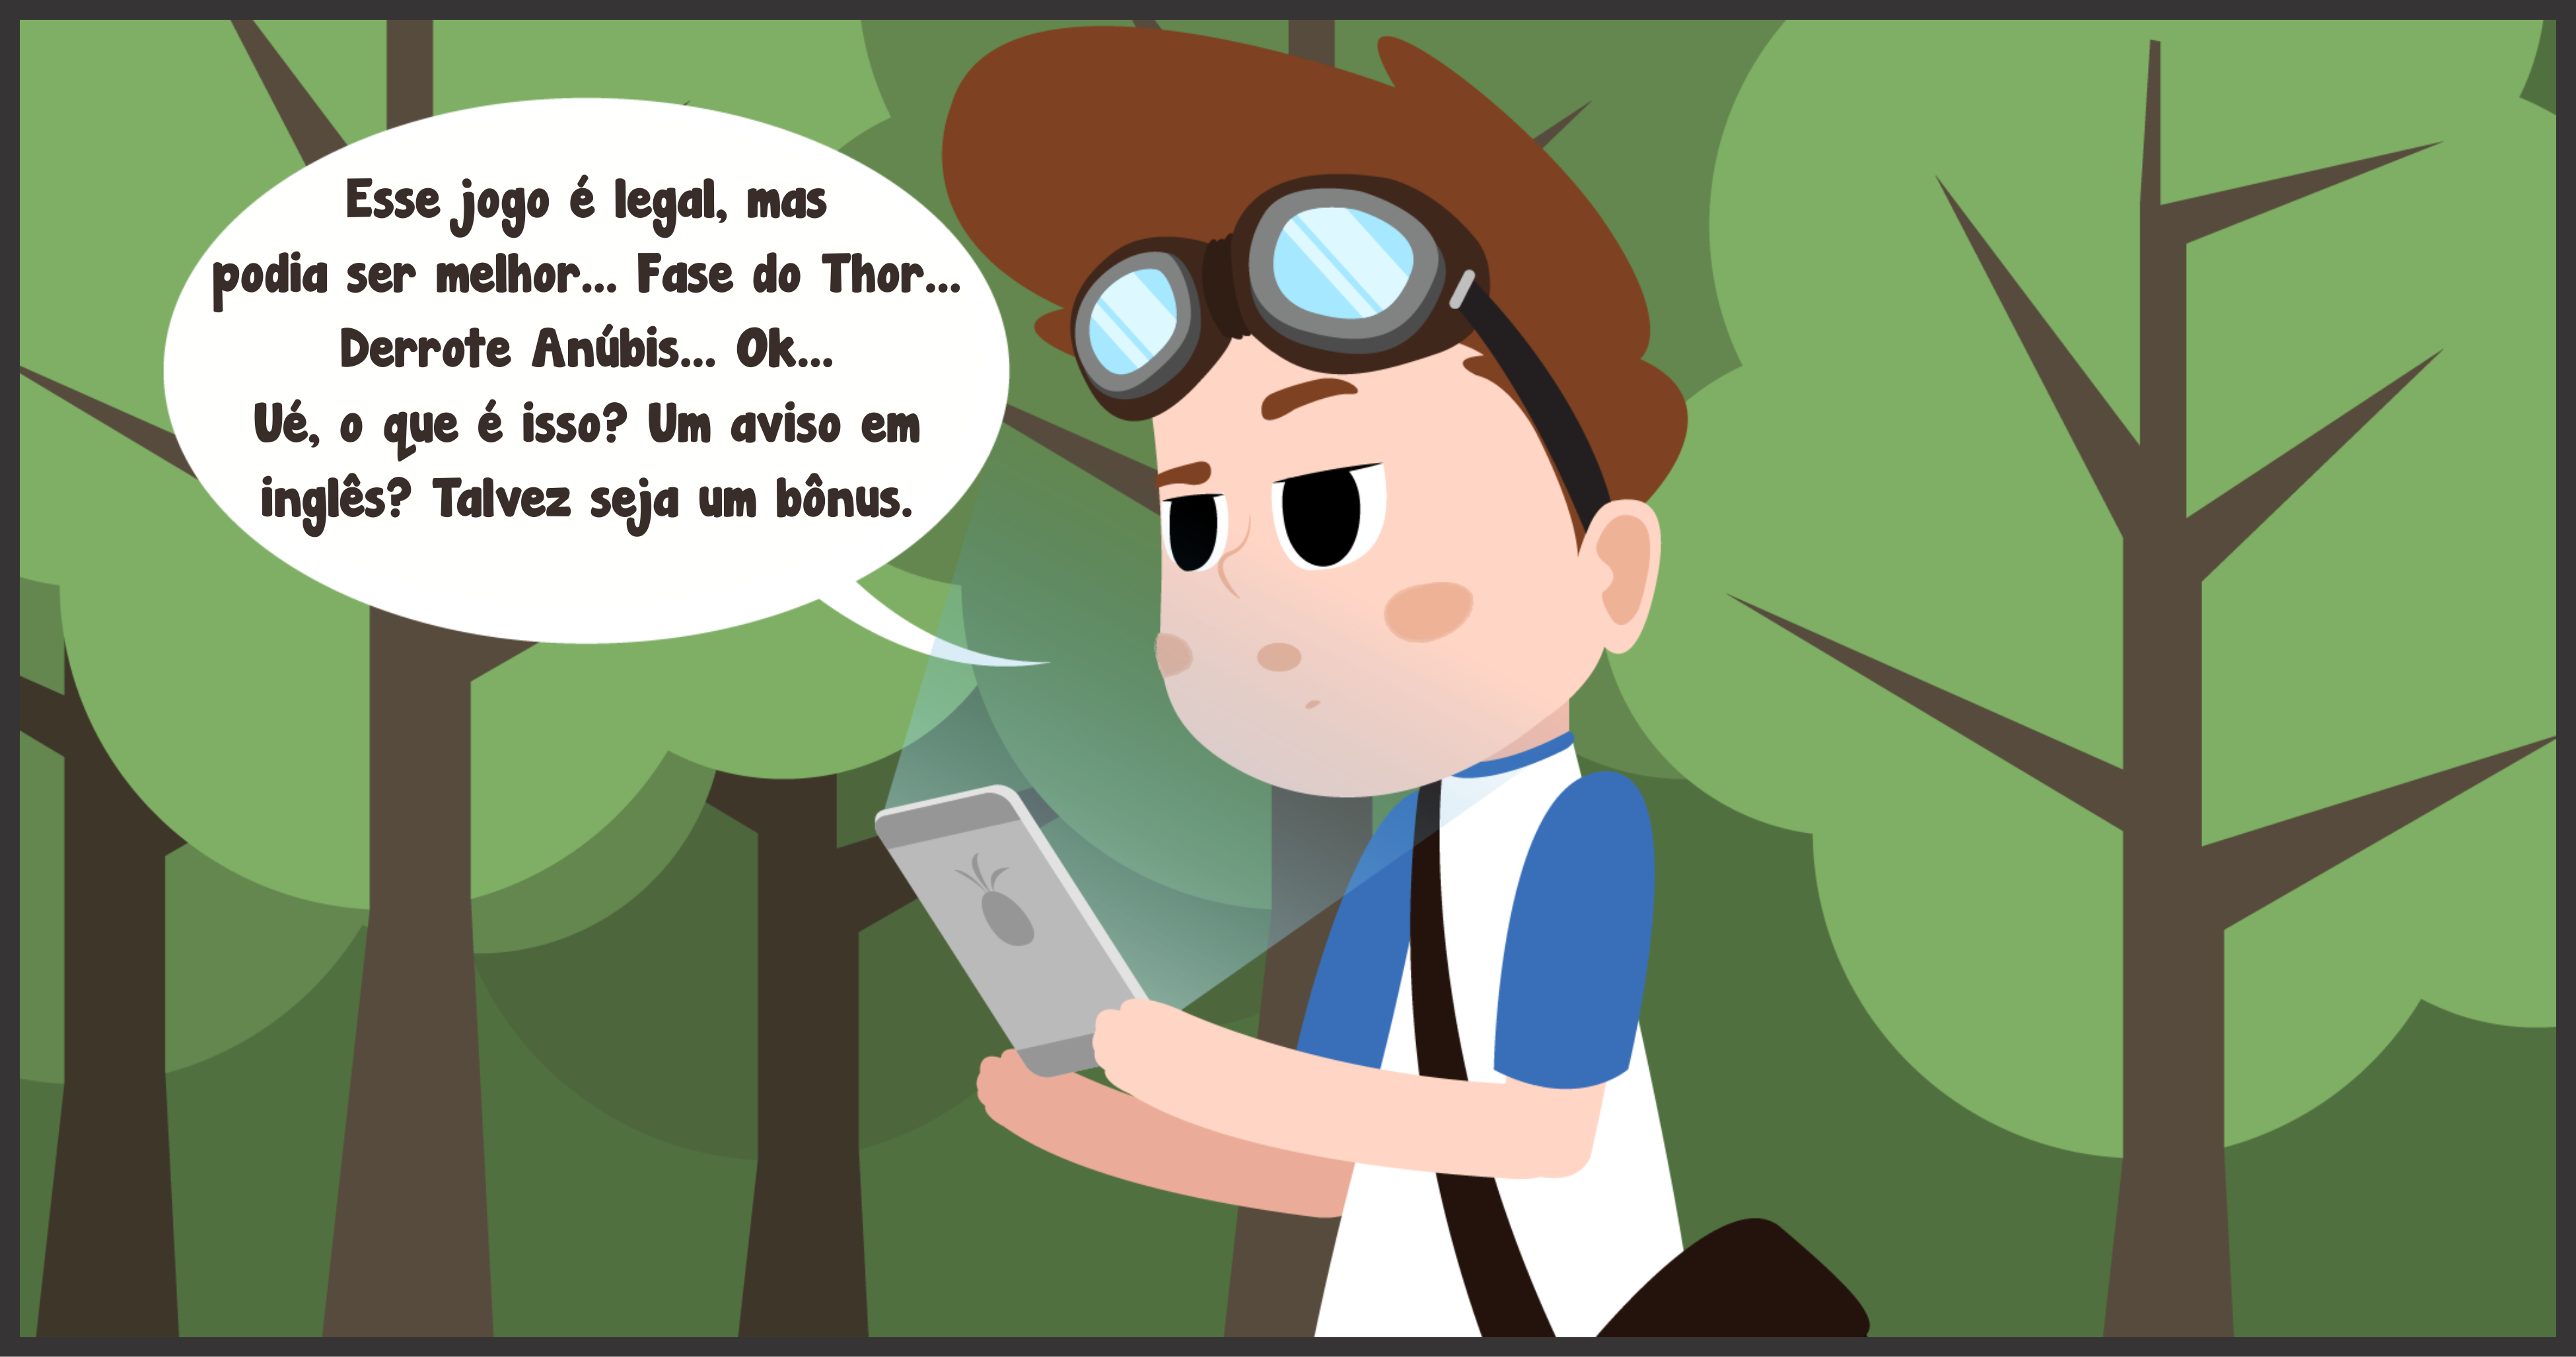 Esse jogo é legal, mas
podia ser melhor... Fase do Thor...
Derrote Anúbis... Ok...
Ué, o que é isso? Um aviso em
inglês? Talvez seja um bônus.